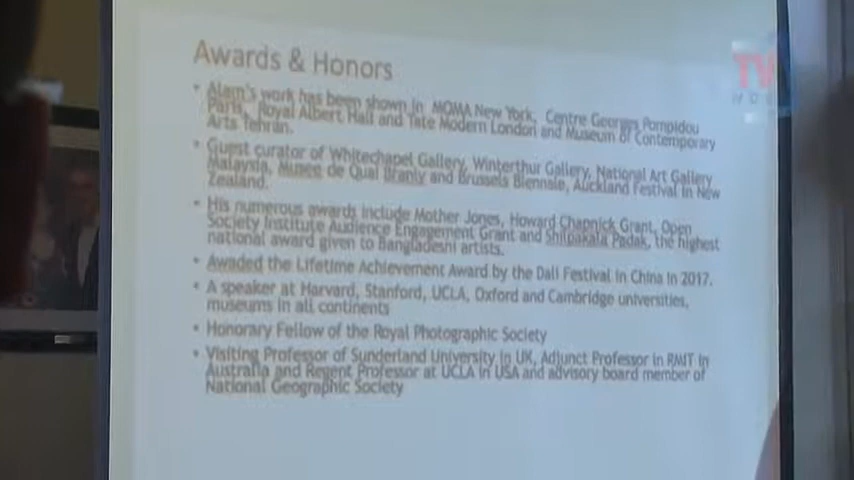 Awards & Honors
• Alam's work has been shown in MOMA New York, Centre Georges Pompidou
Paris, Royal Albert Hall and Tate Modern London and Museum of Contemporary
Arts Tehran.
• Guest curator of Whitechapel Gallery, Winterthur Gallery, National Art Gallery
Malaysia, Musee de Quai Branly and Brussels Biennale, Auckland Festival in New
Zealand.
• His numerous awards include Mother Jones, Howard Chapnick Grant, Open
Society Institute Audience Engagement Grant and Shilpakala Padak, the highest
national award given to Bangladeshi artists.
• Awaded the Lifetime Achievement Award by the Dali Festival in China in 2017.
• A speaker at Harvard, Stanford, UCLA, Oxford and Cambridge universities,
museums in all continents
• Honorary Fellow of the Royal Photographic Society
• Visiting Professor of Sunderland University in UK, Adjunct Professor in RMIT in
Australia and Regent Professor at UCLA in USA and advisory board member of
National Geographic Society
TV